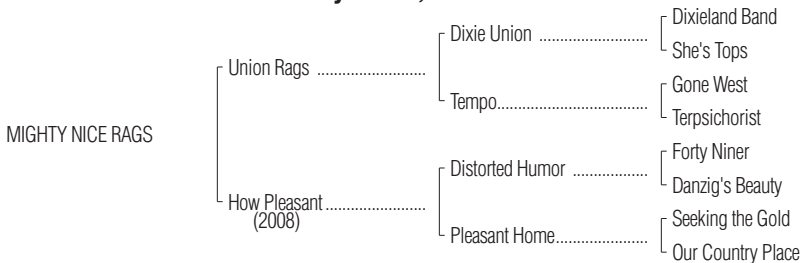 Dixieland Band
Dixie Union ..........................
She's Tops
Union Rags ..........................
Gone West
Tempo....................................
Terpsichorist
MIGHTY NICE RAGS
Forty Niner
Distorted Humor ..................
Danzig's Beauty
How Pleasant........................
(2008)
Seeking the Gold
Pleasant Home......................
Our Country Place